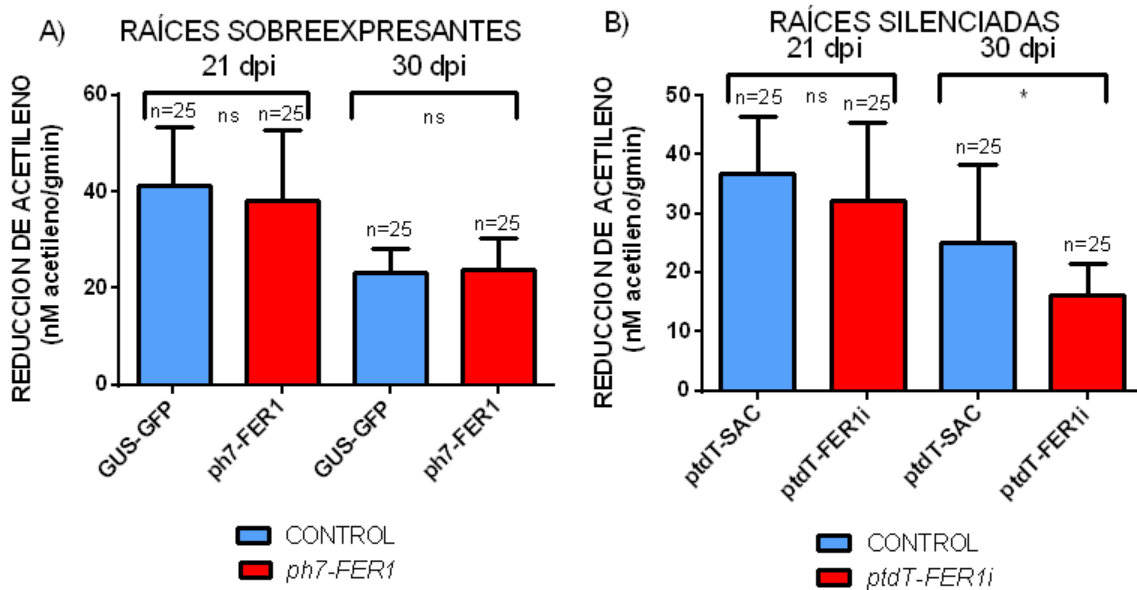 A)
RAÍCES SOBREEXPRESANTES
21 dpi
30 dpi
REDUCCION DE ACETILENO
(nM acetileno/gmin)
60
40
20
0
n=25
ns
n=25
ns
n=25
n=25
GUS-GFP
ph7-FER1
GUS-GFP
ph7-FER1
CONTROL
ph7-FER1
B)
RAÍCES SILENCIADAS
21 dpi
30 dpi
REDUCCION DE ACETILENO
(nM acetileno/gmin)
50
40
30
20
10
0
n=25
ns
n=25
*
n=25
n=25
ptdT-SAC
ptdT-FER1i
ptdT-SAC
ptdT-FER1i
CONTROL
ptdT-FER1i